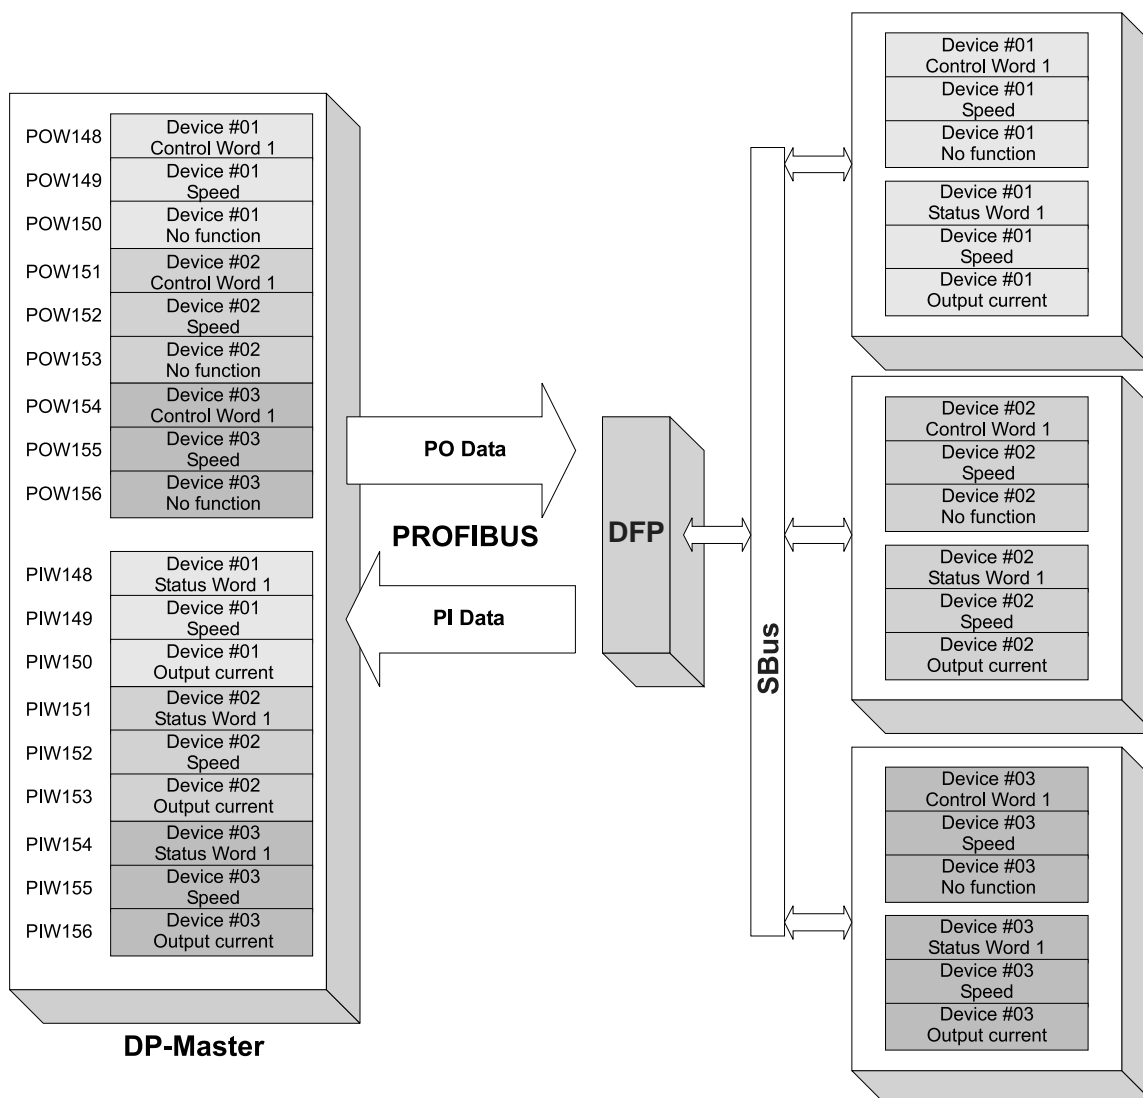 POW148
Device #01
Control Word 1
POW149
Device #01
Speed
POW150
Device #01
No function
POW151
Device #02
Control Word 1
POW152
Device #02
Speed
POW153
Device #02
No function
POW154
Device #03
Control Word 1
POW155
Device #03
Speed
POW156
Device #03
No function
PIW148
Device #01
Status Word 1
PIW149
Device #01
Speed
PIW150
Device #01
Output current
PIW151
Device #02
Status Word 1
PIW152
Device #02
Speed
PIW153
Device #02
Output current
PIW154
Device #03
Status Word 1
PIW155
Device #03
Speed
PIW156
Device #03
Output current
DP-Master
PO Data
PROFIBUS
PI Data
DFP
SBus
Device #01
Control Word 1
Device #01
Speed
Device #01
No function
Device #01
Status Word 1
Device #01
Speed
Device #01
Output current
Device #02
Control Word 1
Device #02
Speed
Device #02
No function
Device #02
Status Word 1
Device #02
Speed
Device #02
Output current
Device #03
Control Word 1
Device #03
Speed
Device #03
No function
Device #03
Status Word 1
Device #03
Speed
Device #03
Output current